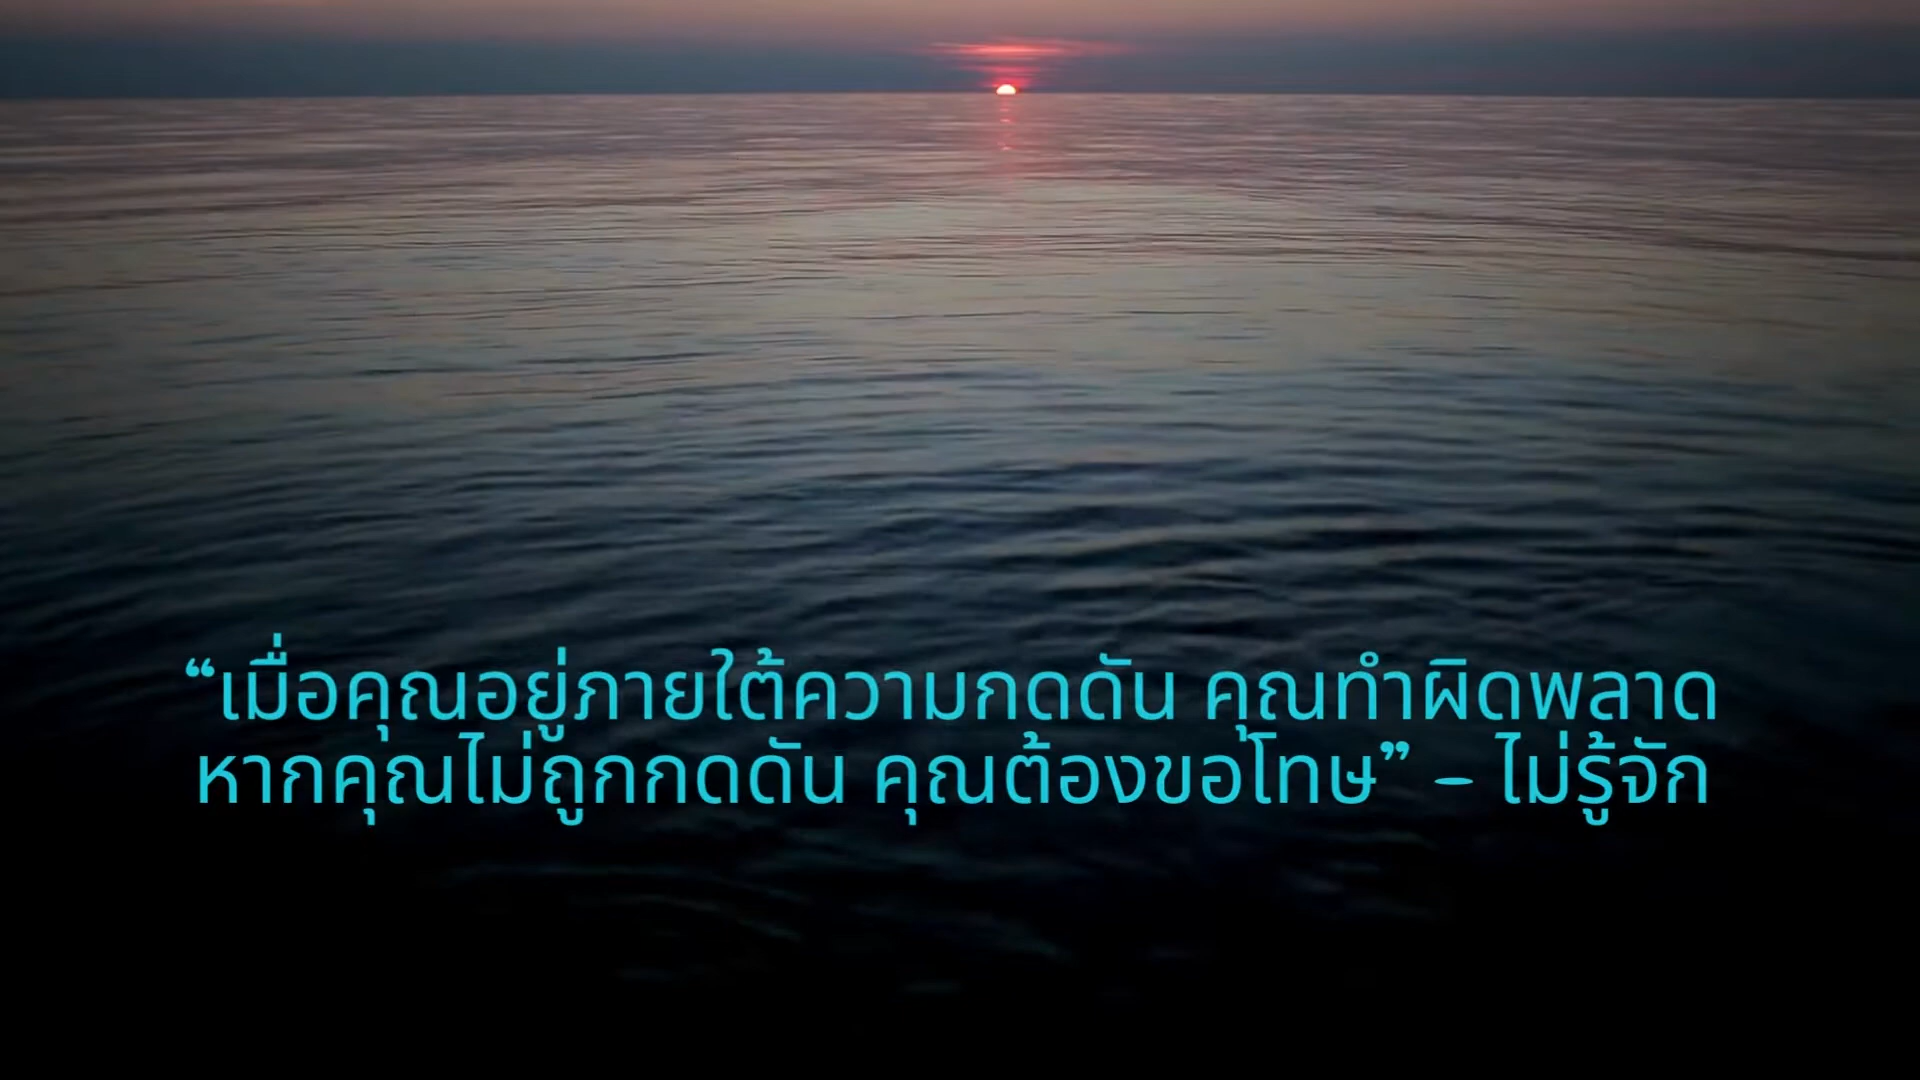 “เมื่อคุณอยู่ภายใต้ความกดดัน คุณทำผิดพลาด
หากคุณไม่ถูกกดดัน คุณต้องขอโทษ” – ไม่รู้จัก